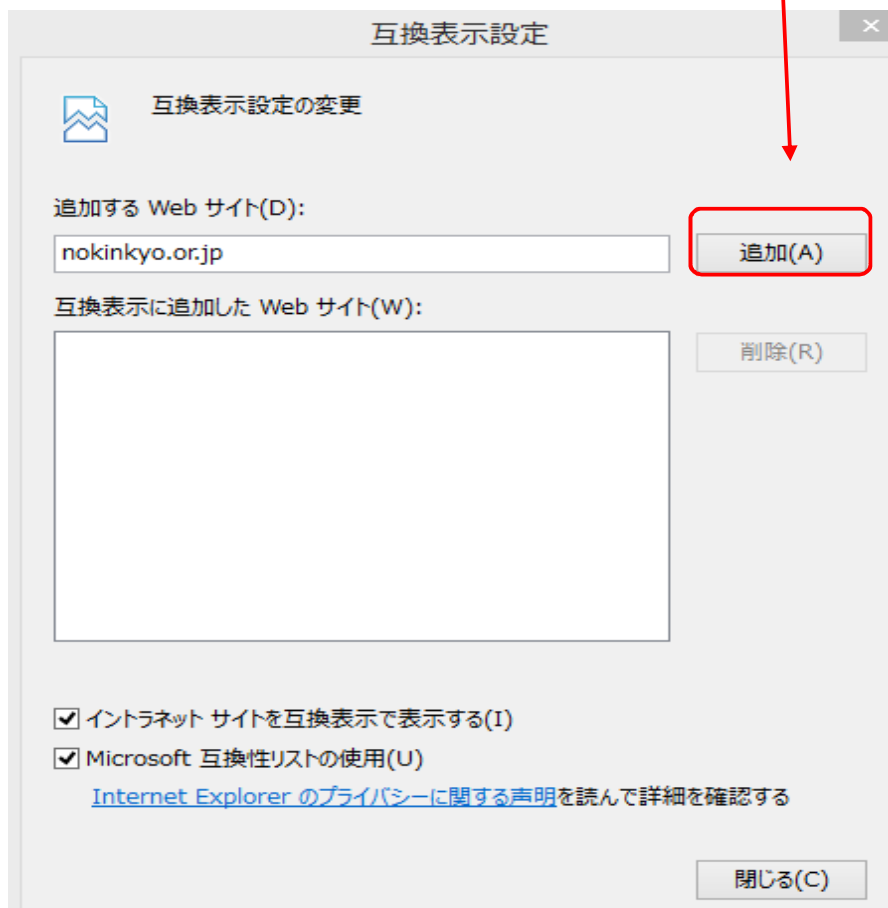 互換表示設定
互換表示設定の変更
追加する Web サイト(D):
nokinkyo.or.jp
追加(A)
互換表示に追加した Web サイト(W):
削除(R)
イントラネット サイトを互換表示で表示する(I)
Microsoft 互換性リストの使用(U)
Internet Explorer のプライバシーに関する声明を読んで詳細を確認する
閉じる(C)